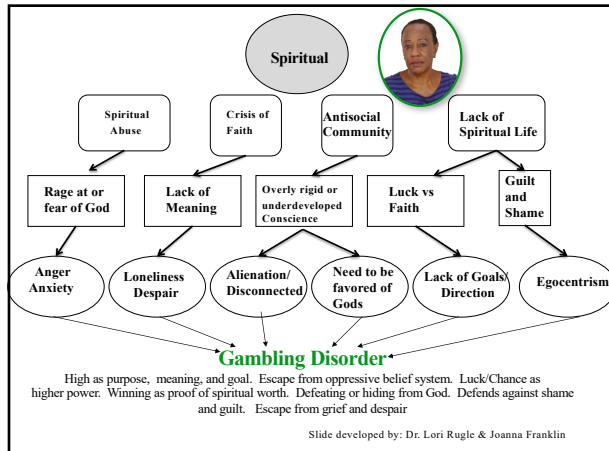 Spiritual
Spiritual
Abuse
Crisis of
Faith
Antisocial
Community
Lack of
Spiritual Life
Rage at or
fear of God
Lack of
Meaning
Overly rigid or
underdeveloped
Conscience
Luck vs
Faith
Guilt
and
Shame
Anger
Anxiety
Loneliness
Despair
Alienation/
Disconnected
Need to be
favored of
Gods
Lack of Goals/
Direction
Egocentrism
Gambling Disorder
High as purpose, meaning, and goal. Escape from oppressive belief system. Luck/Chance as
higher power. Winning as proof of spiritual worth. Defeating or hiding from God. Defends against shame
and guilt. Escape from grief and despair
Slide developed by: Dr. Lori Rugle & Joanna Franklin